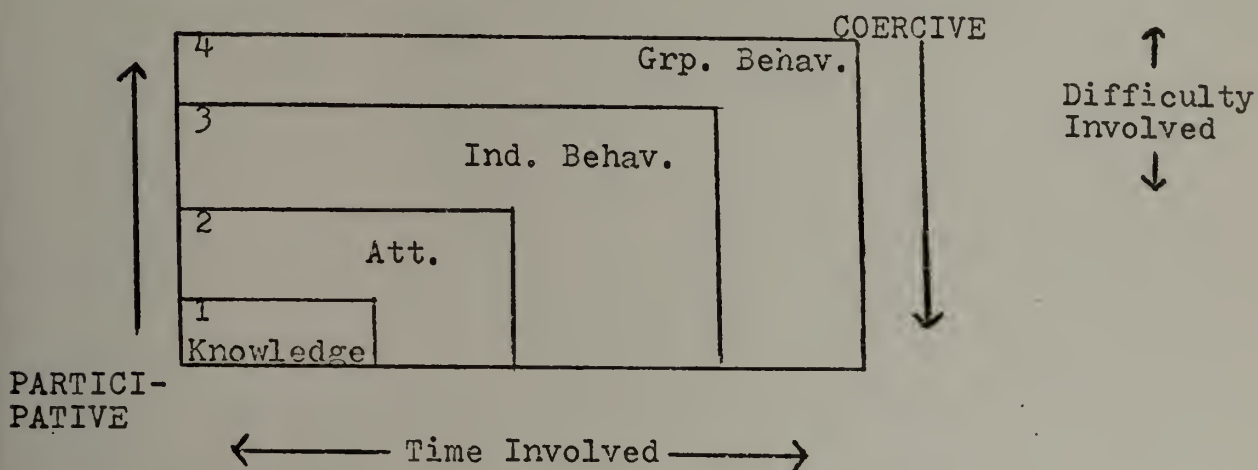 COERCIVE
4
Grp. Behav.
Difficulty
Involved
3
Ind. Behav.
2
Att.
1
Knowledge
PARTICI-
PATIVE
Time Involved